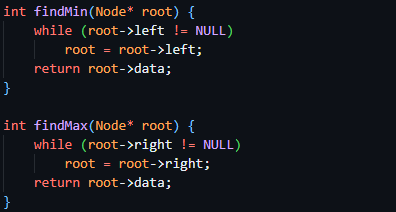 int findMin(Node* root) {
    while (root->left != NULL)
        root = root->left;
    return root->data;
}

int findMax(Node* root) {
    while (root->right != NULL)
        root = root->right;
    return root->data;
}